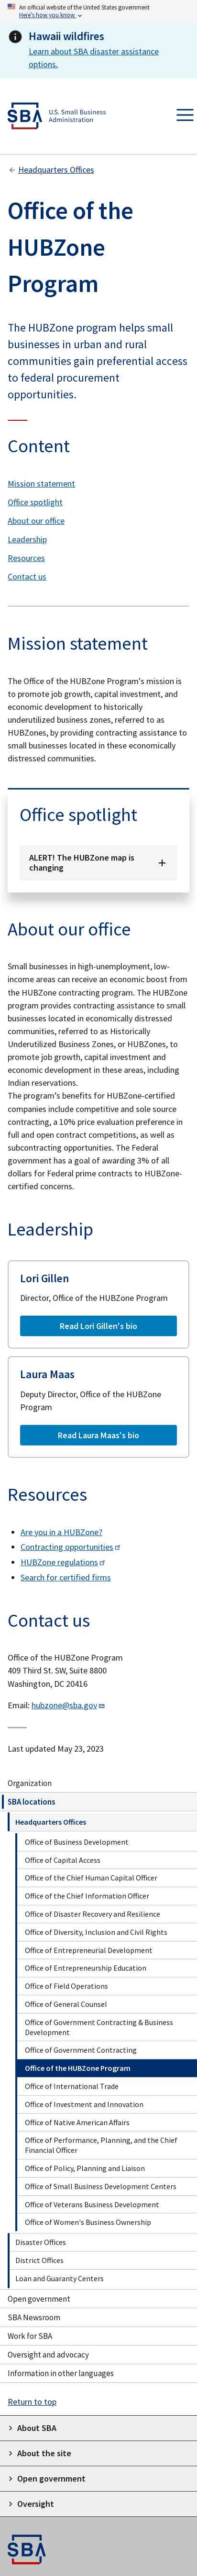 An official website of the United States government
Here's how you know
Hawaii wildfires
Learn about SBA disaster assistance
options.
SBA
U.S. Small Business
Administration
Headquarters Offices
Office of the
HUBZone
Program
The HUBZone program helps small
businesses in urban and rural
communities gain preferential access
to federal procurement
opportunities.
Content
Mission statement
Office spotlight
About our office
Leadership
Resources
Contact us
Mission statement
The Office of the HUBZone Program's mission is
to promote job growth, capital investment, and
economic development to historically
underutilized business zones, referred to as
HUBZones, by providing contracting assistance to
small businesses located in these economically
distressed communities.
Office spotlight
ALERT! The HUBZone map is
changing
About our office
Small businesses in high-unemployment, low-
income areas can receive an economic boost from
the HUBZone contracting program. The HUBZone
program provides contracting assistance to small
businesses located in economically distressed
communities, referred to as Historically
Underutilized Business Zones, or HUBZones, to
promote job growth, capital investment and
economic development in these areas, including
Indian reservations.
The program's benefits for HUBZone-certified
companies include competitive and sole source
contracting, a 10% price evaluation preference in
full and open contract competitions, as well as
subcontracting opportunities. The Federal
government has a goal of awarding 3% of all
dollars for Federal prime contracts to HUBZone-
certified concerns.
Leadership
Lori Gillen
Director, Office of the HUBZone Program
Read Lori Gillen's bio
Laura Maas
Deputy Director, Office of the HUBZone
Program
Read Laura Maas's bio
Resources
Are you in a HUBZone?
Contracting opportunities
HUBZone regulations
Search for certified firms
Contact us
Office of the HUBZone Program
409 Third St. SW, Suite 8800
Washington, DC 20416
Email: hubzone@sba.gov
Last updated May 23, 2023
Organization
SBA locations
Headquarters Offices
Office of Business Development
Office of Capital Access
Office of the Chief Human Capital Officer
Office of the Chief Information Officer
Office of Disaster Recovery and Resilience
Office of Diversity, Inclusion and Civil Rights
Office of Entrepreneurial Development
Office of Entrepreneurship Education
Office of Field Operations
Office of General Counsel
Office of Government Contracting & Business
Development
Office of Government Contracting
Office of the HUBZone Program
Office of International Trade
Office of Investment and Innovation
Office of Native American Affairs
Office of Performance, Planning, and the Chief
Financial Officer
Office of Policy, Planning and Liaison
Office of Small Business Development Centers
Office of Veterans Business Development
Office of Women's Business Ownership
Disaster Offices
District Offices
Loan and Guaranty Centers
Open government
SBA Newsroom
Work for SBA
Oversight and advocacy
Information in other languages
Return to top
About SBA
About the site
Open government
Oversight
SBA